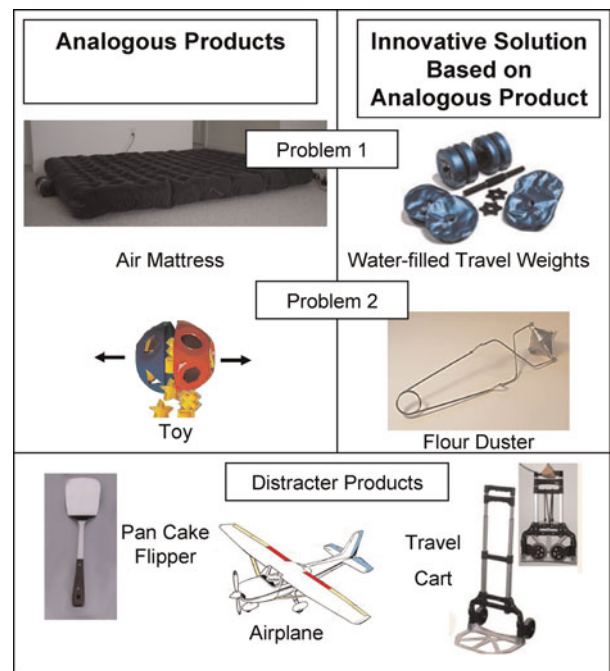 Analogous Products
Innovative Solution
Based on
Analogous Product
Problem 1
Air Mattress
Water-filled Travel Weights
Problem 2
Toy
Flour Duster
Distracter Products
Pan Cake
Flipper
Airplane
Travel
Cart